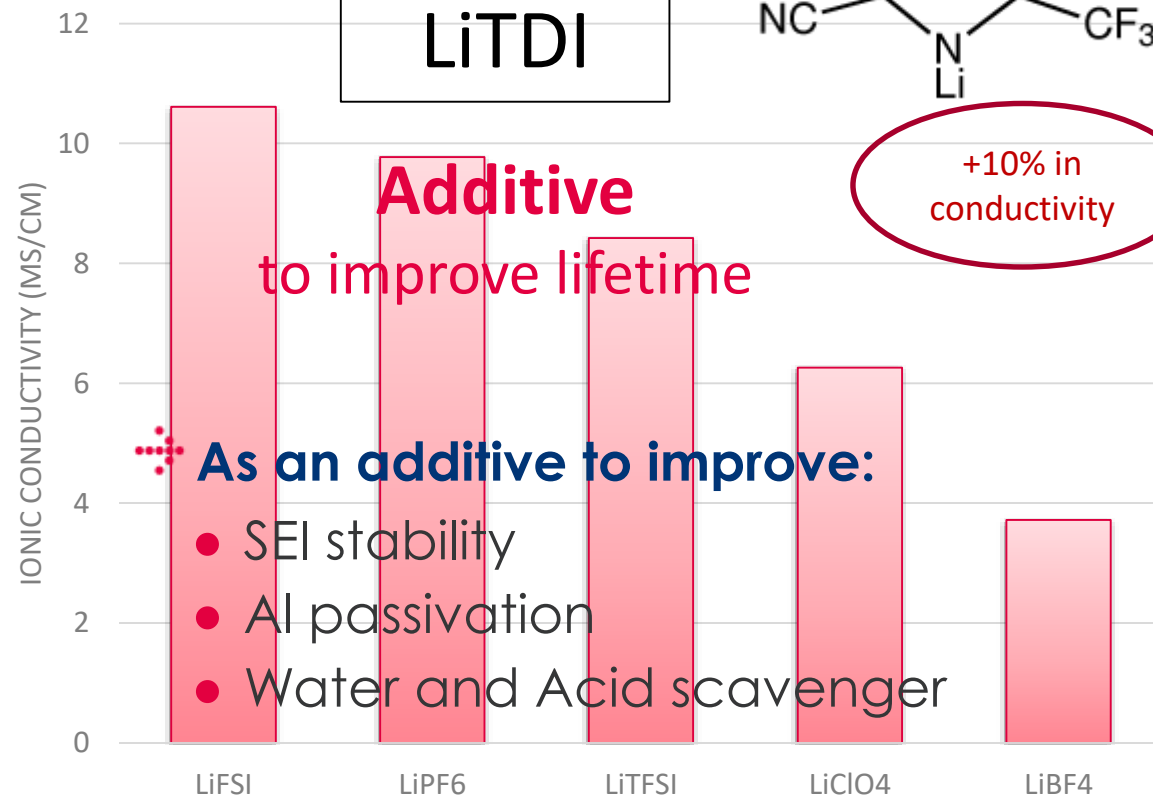 LiTDI
NC
N
Li
CF3
+10% in
conductivity
Additive
to improve lifetime
As an additive to improve:
SEI stability
Al passivation
Water and Acid scavenger
IONIC CONDUCTIVITY (MS/CM)
12
10
8
6
4
2
0
LiFSI
LiPF6
LiTFSI
LiClO4
LiBF4